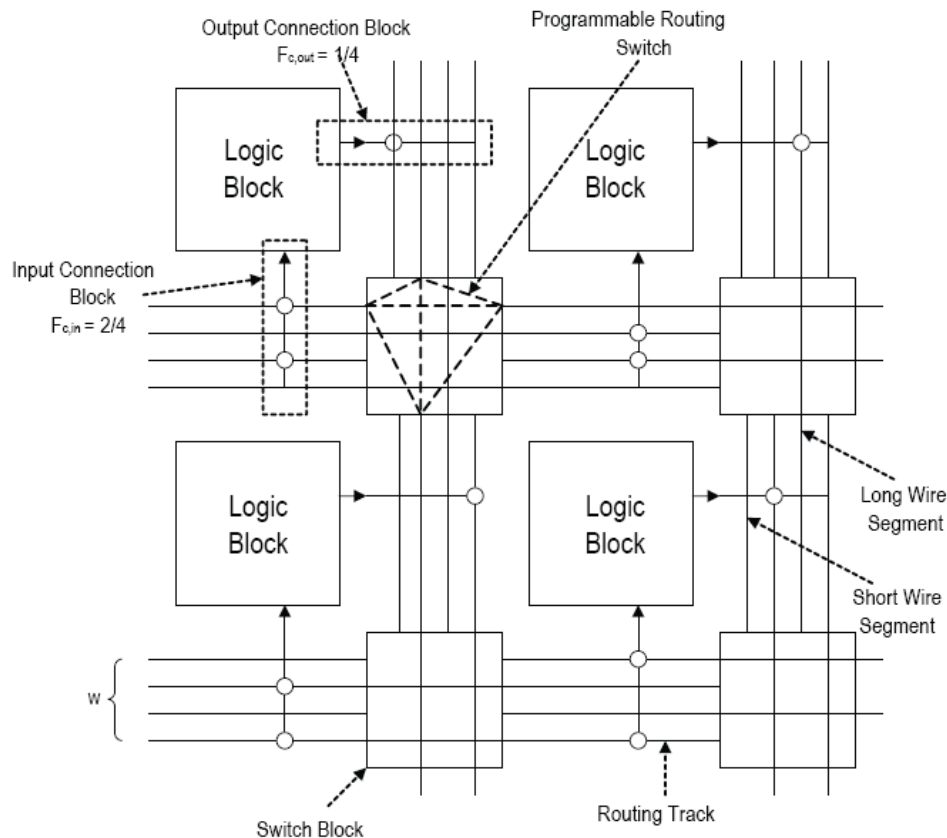 Output Connection Block
Fc,out = 1/4
Programmable Routing
Switch
Logic
Block
Logic
Block
Input Connection
Block
Fc,in = 2/4
Logic
Block
Logic
Block
Long Wire
Segment
Short Wire
Segment
W
Switch Block
Routing Track